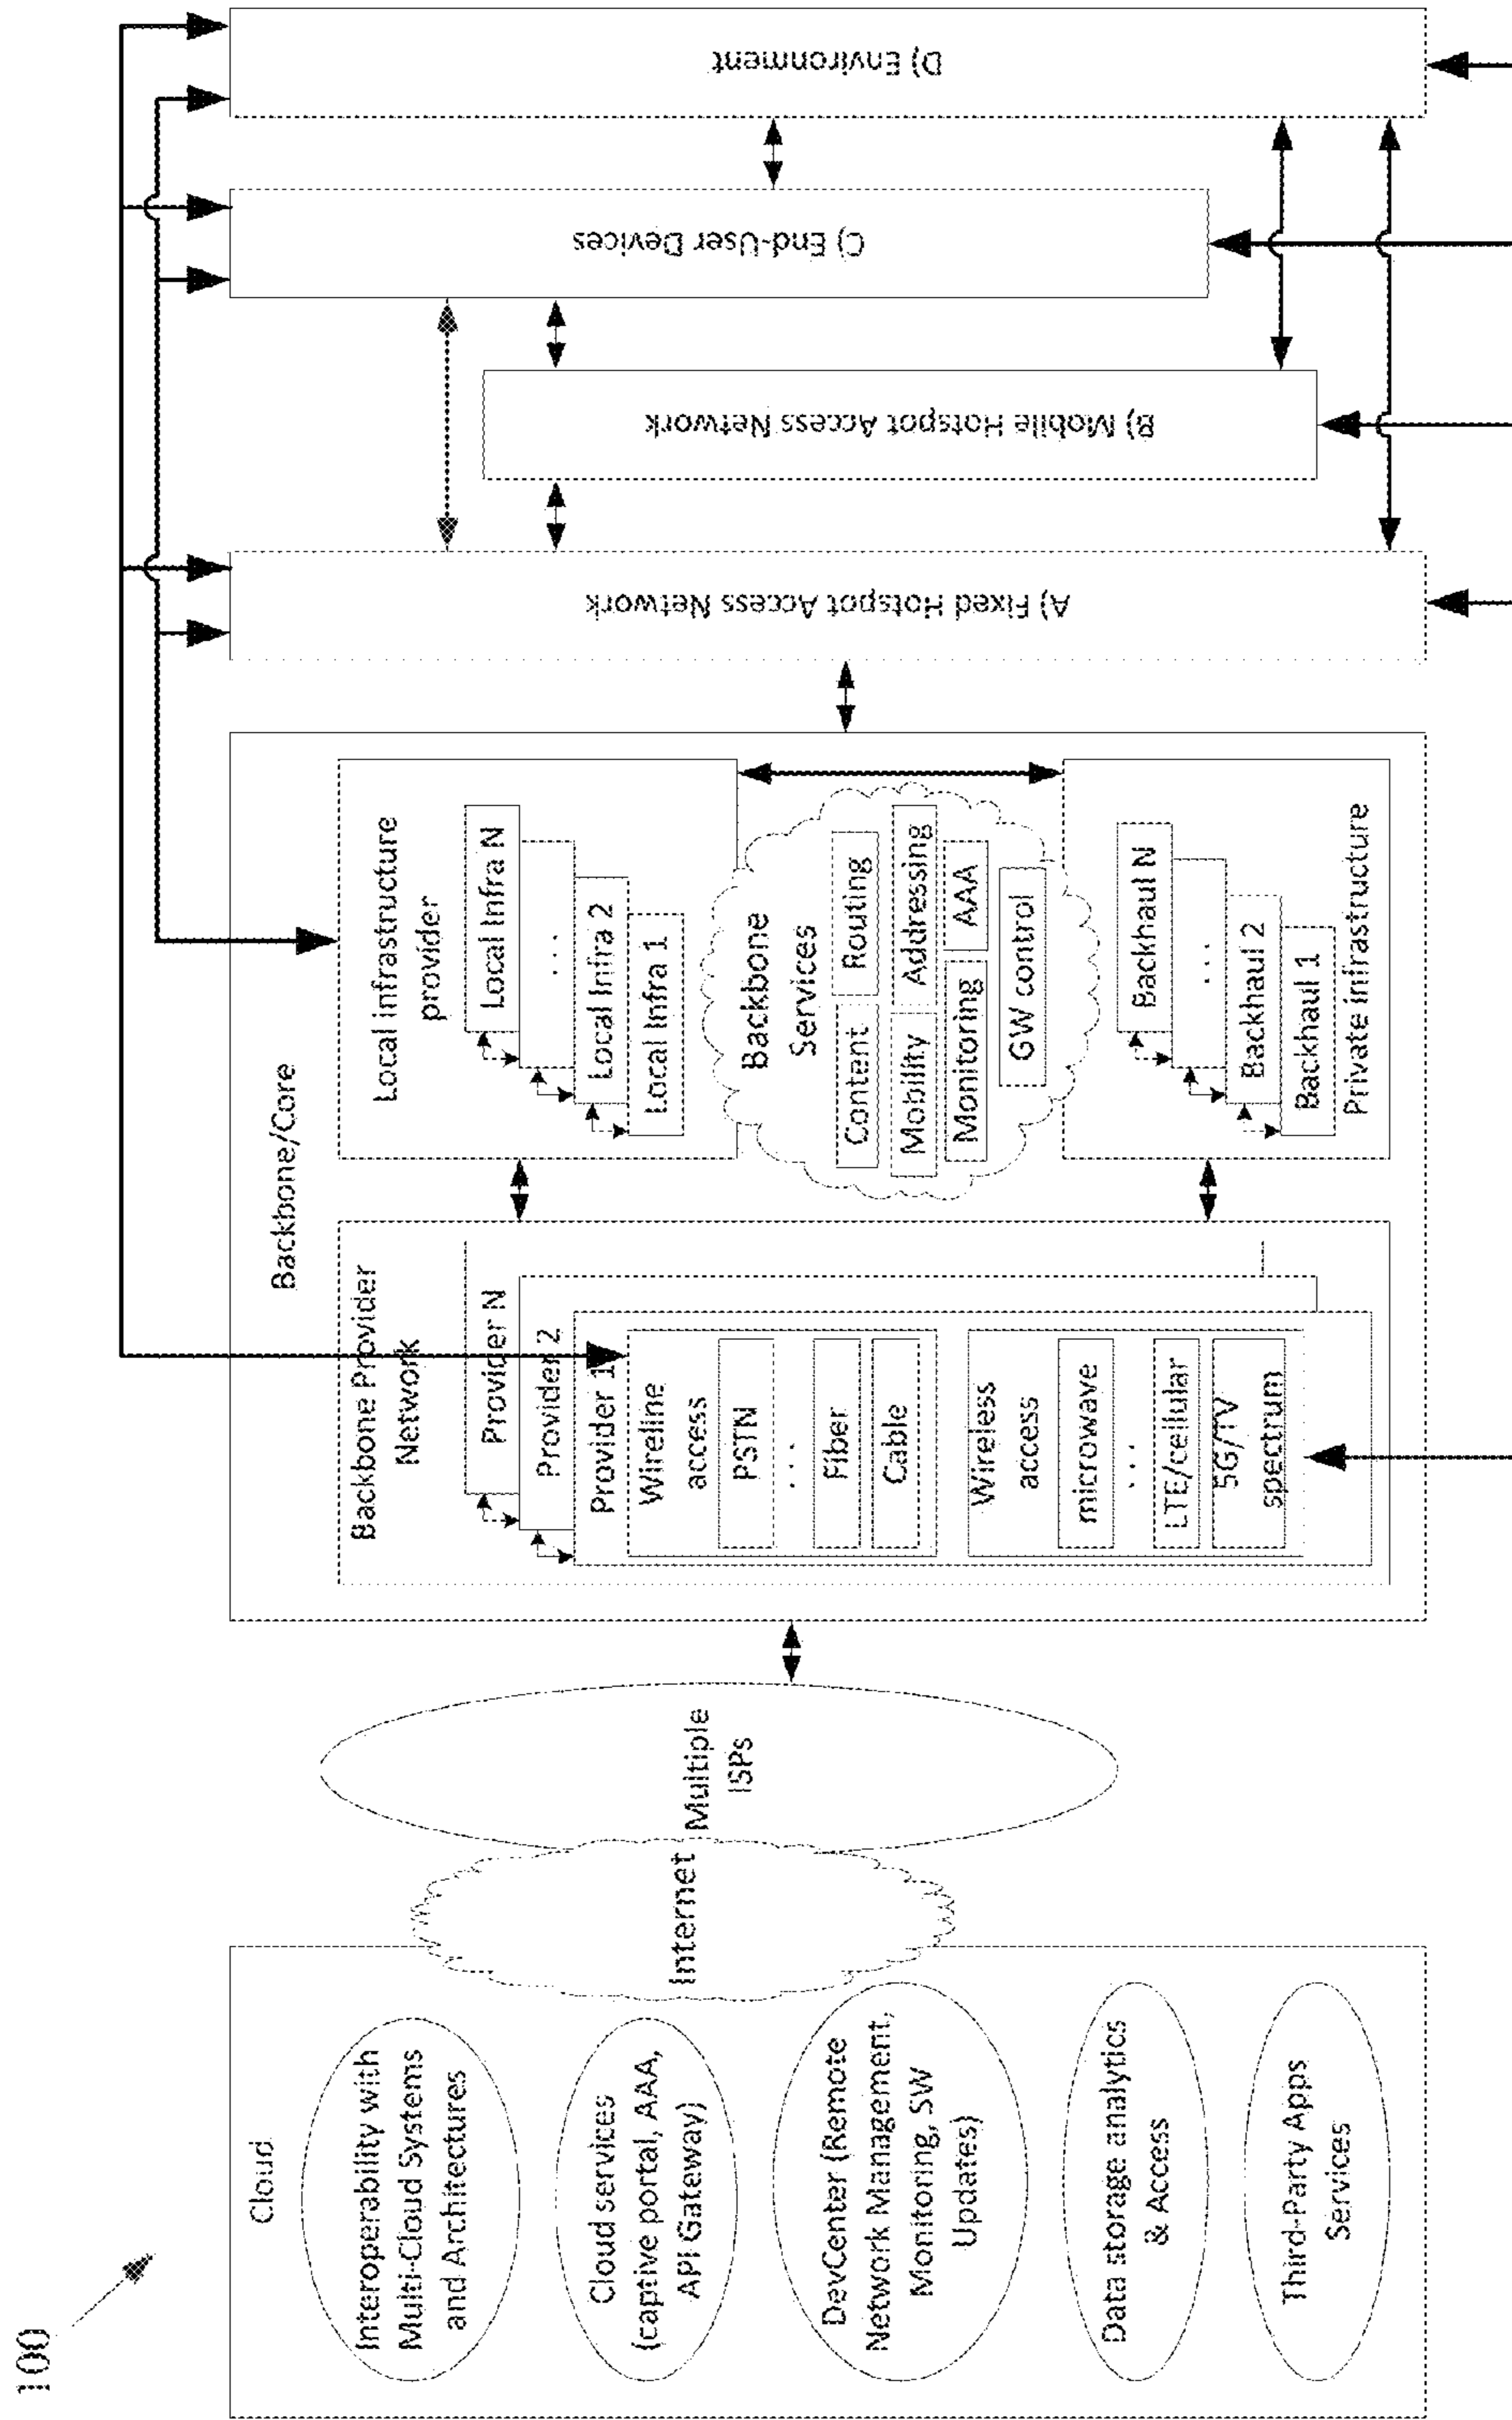 100
Cloud
Interoperability with
Multi-Cloud Systems
and Architectures
Cloud services
(captive portal, AAA,
API Gateway)
DevCenter (Remote
Network Management,
Monitoring, SW
Updates)
Data storage analytics
& Access
Third-Party Apps
Services
Internet
Multiple
ISPs
Backbone/Core
Backbone Provider
Network
Provider N
Provider 2
Provider 1
Wireline
access
PSTN
...
Fiber
Cable
Wireless
access
microwave
...
LTE/cellular
5G/TV
spectrum
Local infrastructure
provider
Local Infra N
...
Local Infra 2
Local Infra 1
Backbone
Services
Content
Routing
Mobility
Addressing
Monitoring
AAA
GW control
Backhaul N
...
Backhaul 2
Backhaul 1
Private infrastructure
A) Fixed Hotspot Access Network
B) Mobile Hotspot Access Network
C) End-User Devices
D) Environment